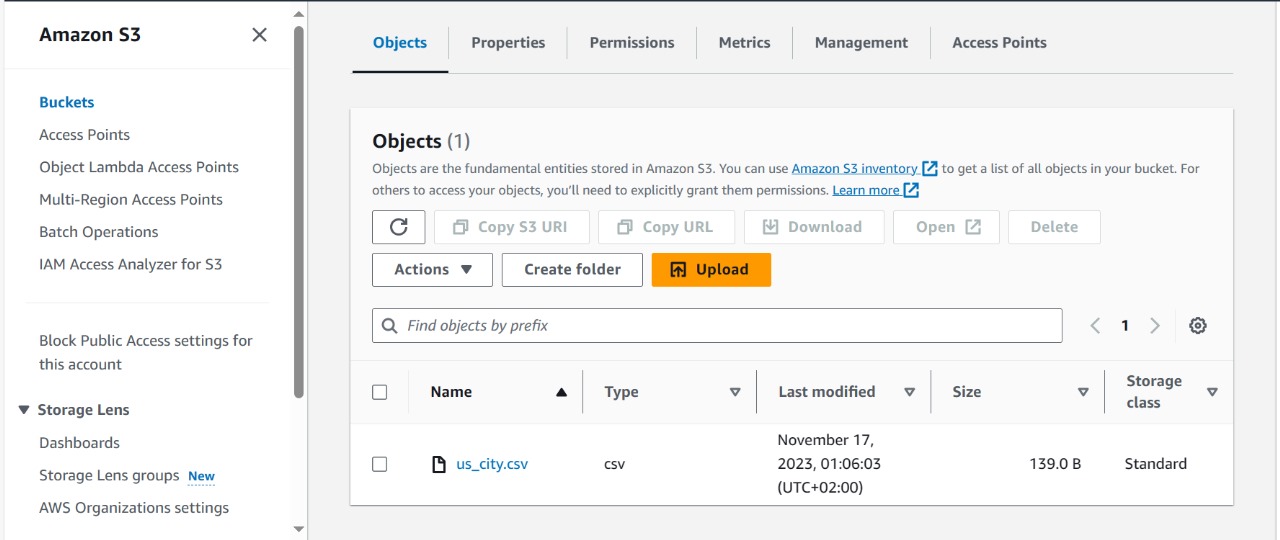 Amazon S3
Buckets
Access Points
Object Lambda Access Points
Multi-Region Access Points
Batch Operations
IAM Access Analyzer for S3
Block Public Access settings for
this account
Storage Lens
Dashboards
Storage Lens groups New
AWS Organizations settings
Objects Properties Permissions Metrics Management Access Points
Objects (1)
Objects are the fundamental entities stored in Amazon S3. You can use Amazon S3 inventory to get a list of all objects in your bucket. For
others to access your objects, you'll need to explicitly grant them permissions. Learn more
Copy S3 URI Copy URL Download Open Delete
Actions Create folder Upload
Find objects by prefix 1
Name Type Last modified Size Storage class
us_city.csv csv November 17, 2023, 01:06:03 (UTC+02:00) 139.0 B Standard